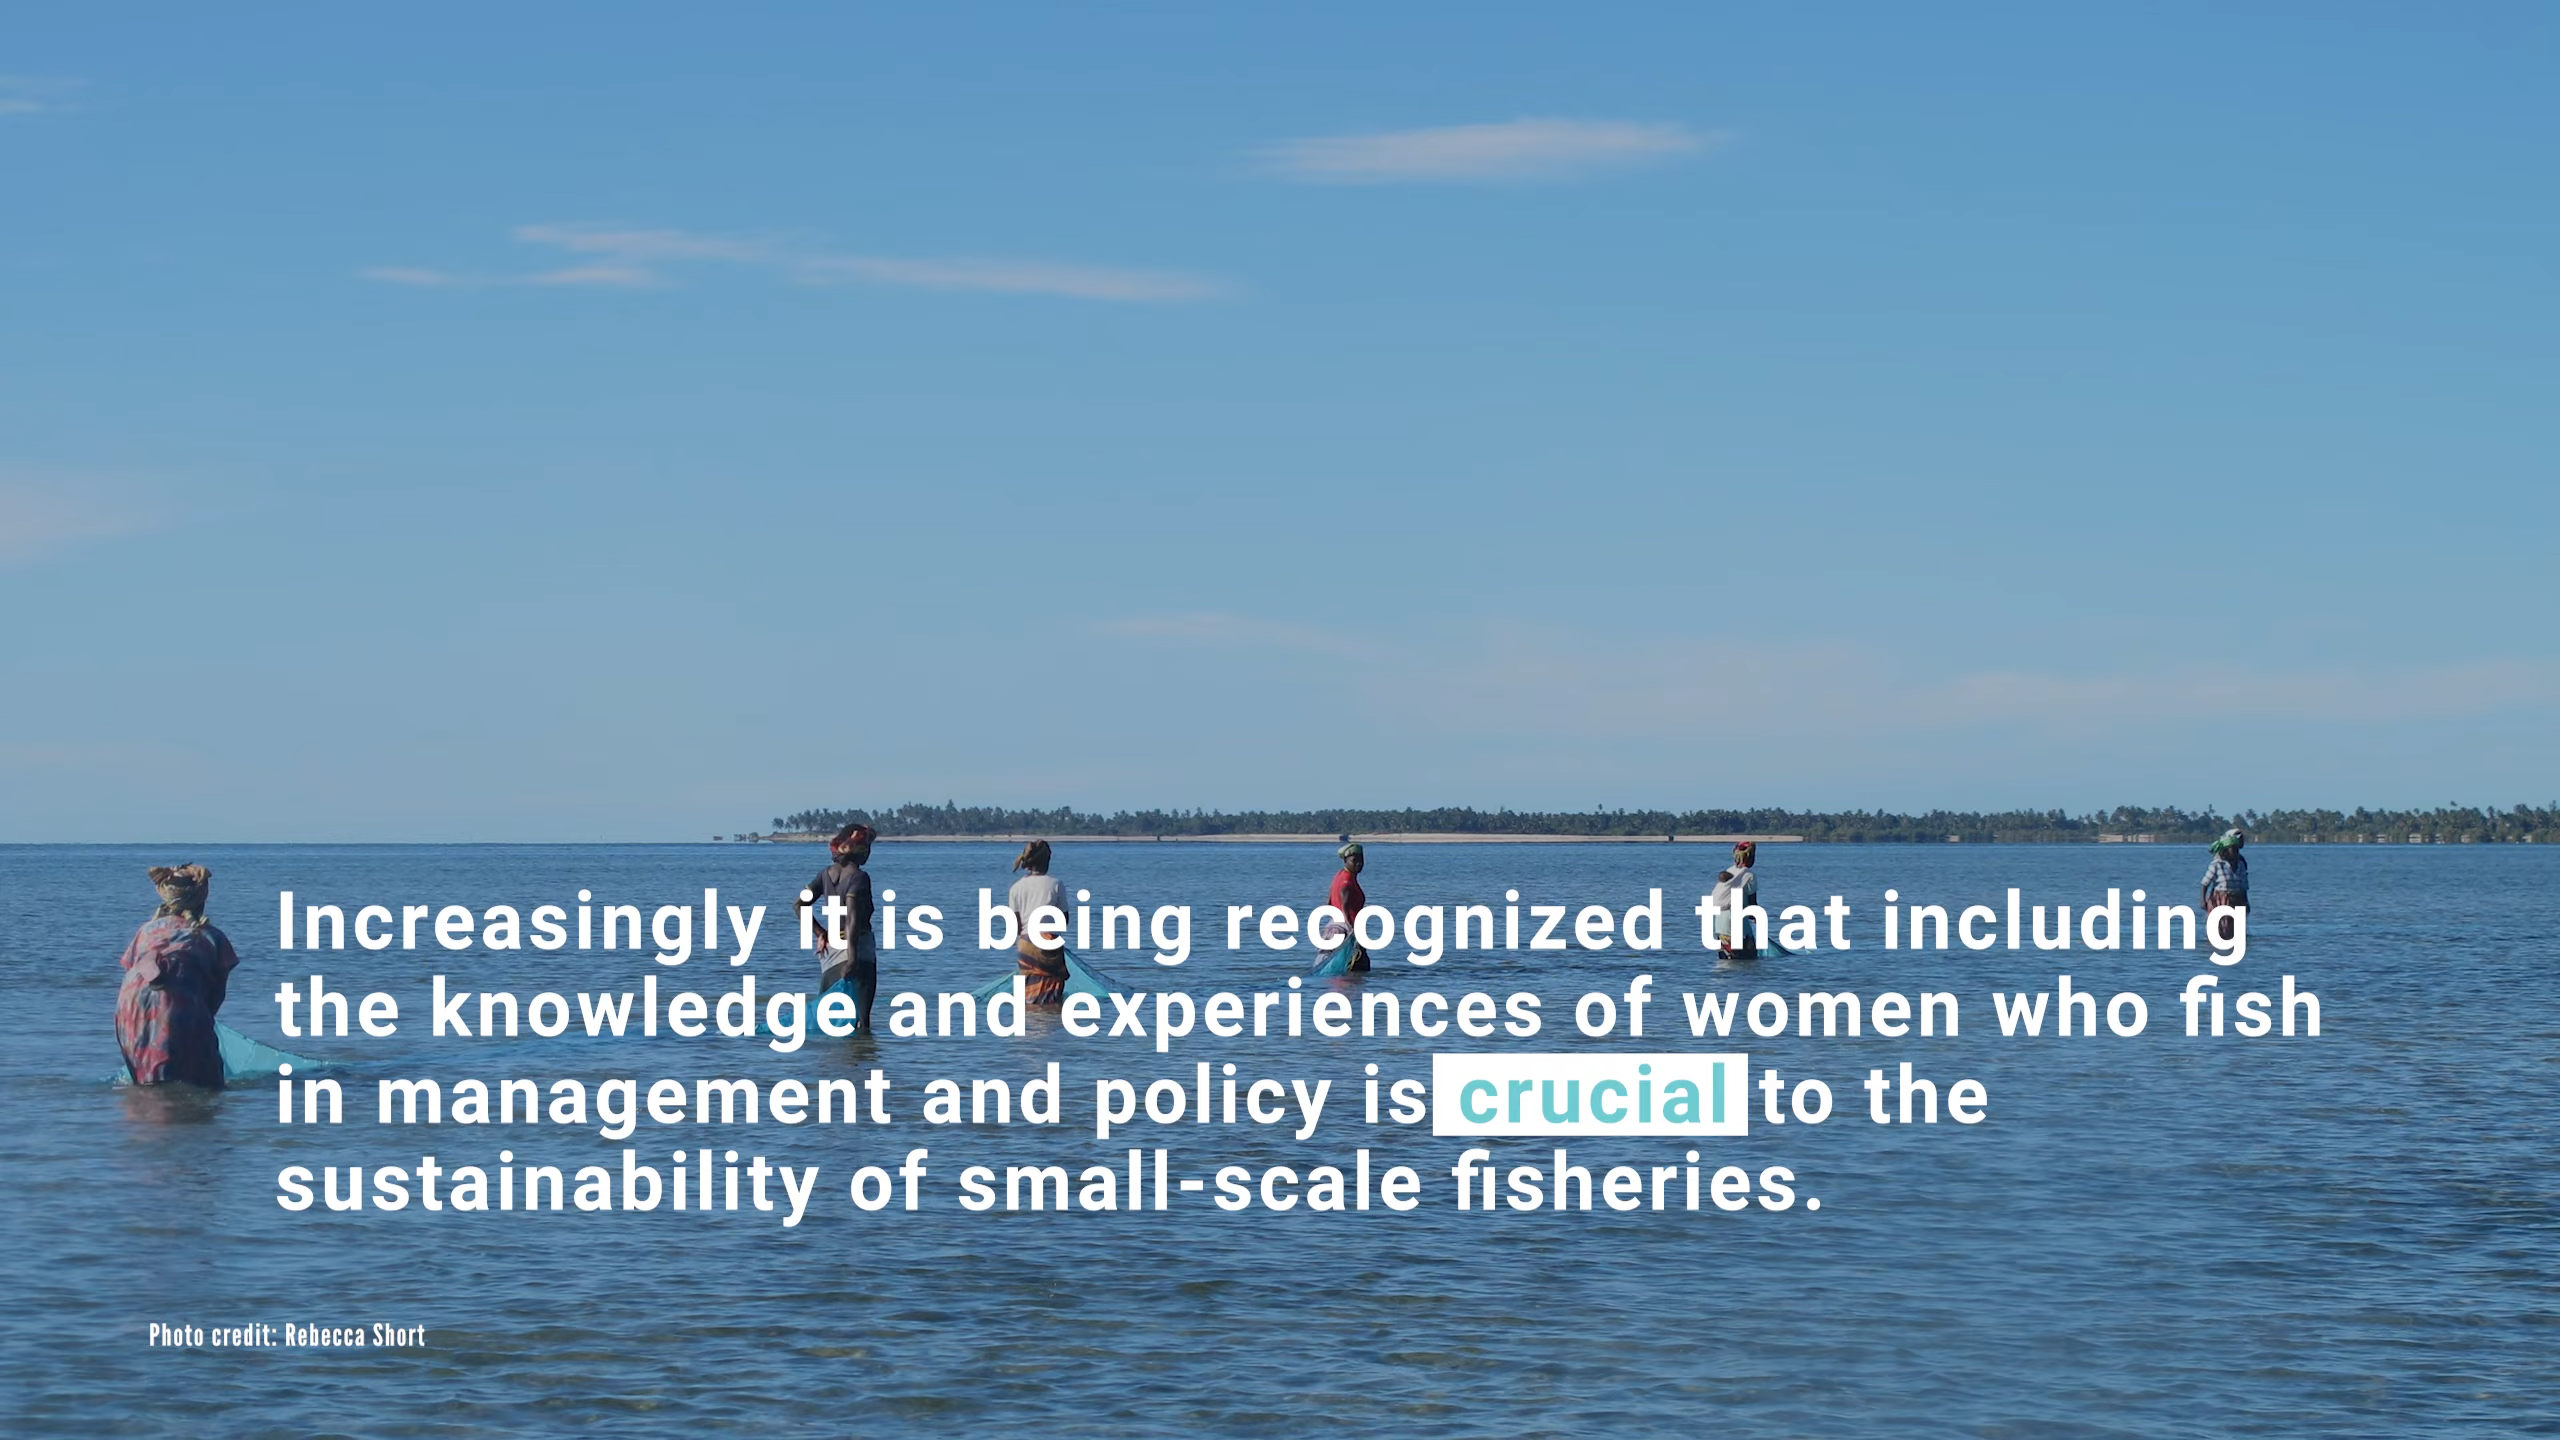 Increasingly it is being recognized that including
the knowledge and experiences of women who fish
in management and policy is crucial to the
sustainability of small-scale fisheries.
Photo credit: Rebecca Short